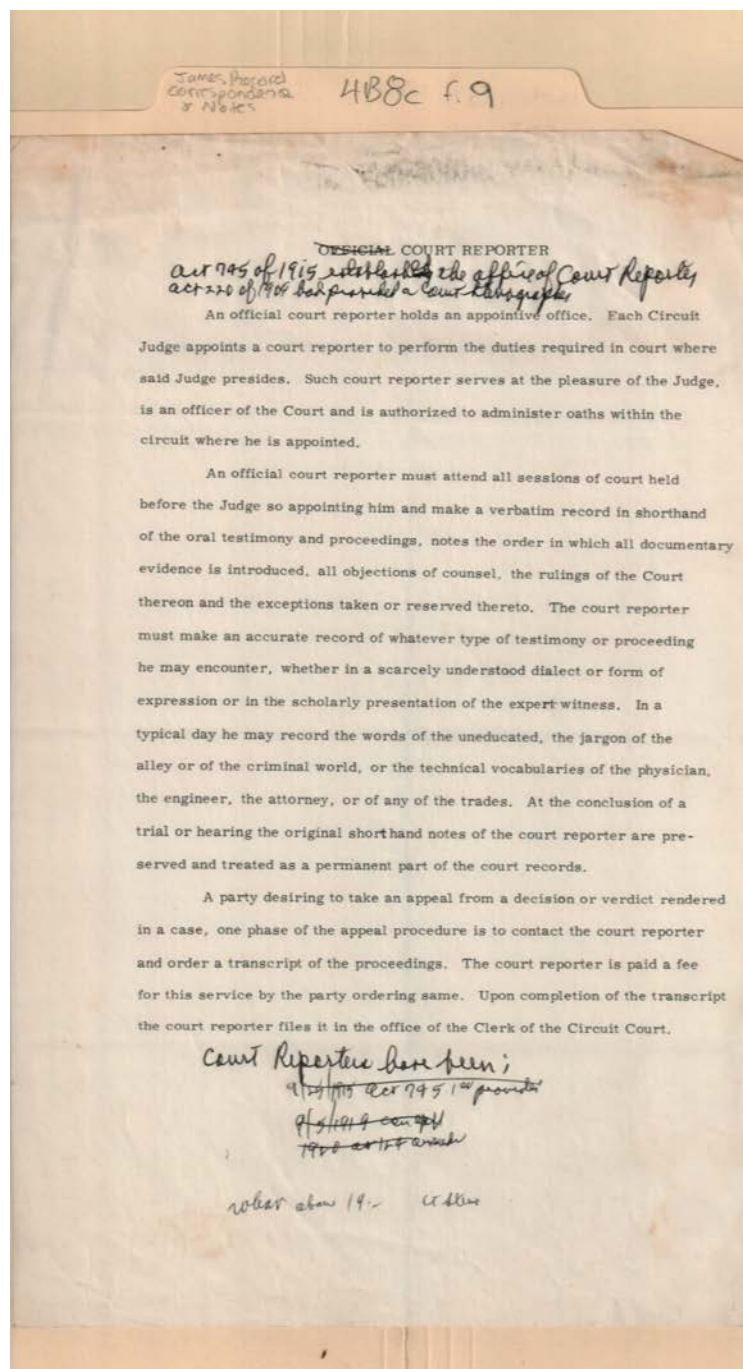 James Record
Correspondence
& Notes
4B8c f.9
OFFICIAL COURT REPORTER
Act 745 of 1915 established the office of Court Reporter
act 220 of 1909 had provided a Court Stenographer
An official court reporter holds an appointive office. Each Circuit
Judge appoints a court reporter to perform the duties required in court where
said Judge presides. Such court reporter serves at the pleasure of the Judge,
is an officer of the Court and is authorized to administer oaths within the
circuit where he is appointed.
An official court reporter must attend all sessions of court held
before the Judge so appointing him and make a verbatim record in shorthand
of the oral testimony and proceedings, notes the order in which all documentary
evidence is introduced, all objections of counsel, the rulings of the Court
thereon and the exceptions taken or reserved thereto. The court reporter
must make an accurate record of whatever type of testimony or proceeding
he may encounter, whether in a scarcely understood dialect or form of
expression or in the scholarly presentation of the expert witness. In a
typical day he may record the words of the uneducated, the jargon of the
alley or of the criminal world, or the technical vocabularies of the physician,
the engineer, the attorney, or of any of the trades. At the conclusion of a
trial or hearing the original shorthand notes of the court reporter are pre-
served and treated as a permanent part of the court records.
A party desiring to take an appeal from a decision or verdict rendered
in a case, one phase of the appeal procedure is to contact the court reporter
and order a transcript of the proceedings. The court reporter is paid a fee
for this service by the party ordering same. Upon completion of the transcript
the court reporter files it in the office of the Clerk of the Circuit Court.
Court Reporters have been;
9/25/1915 Act 745 1st provided
9/5/1919
19
about 19--